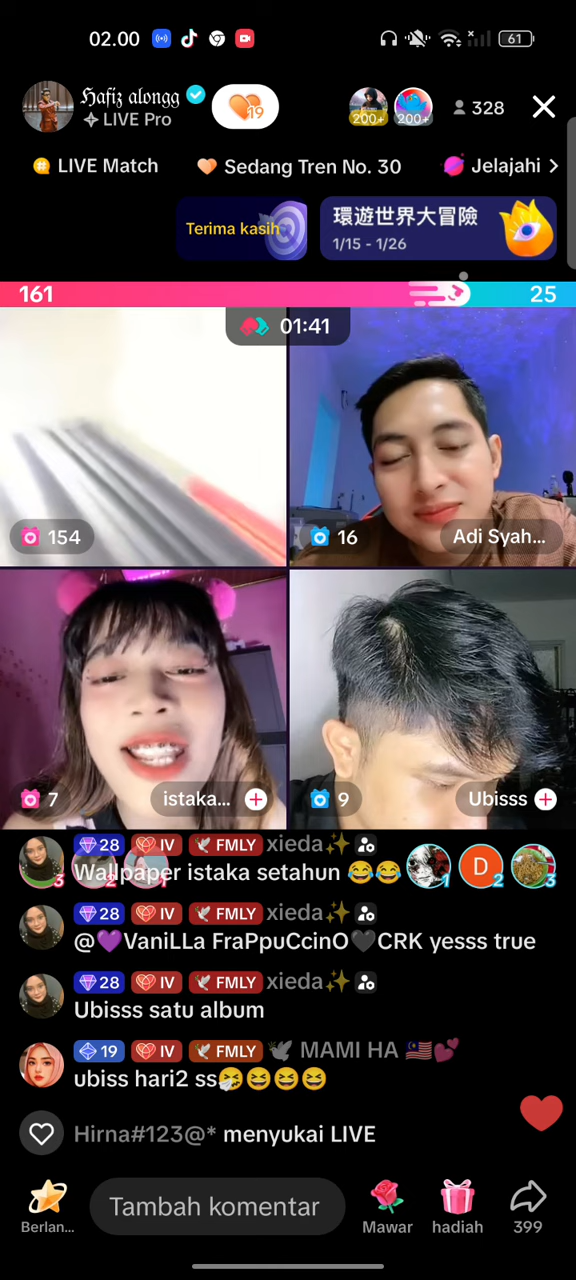 02.00
61
ℌafiz alongg
LIVE Pro
19
200+
200+
328
LIVE Match
Sedang Tren No. 30
Jelajahi
Terima kasih
環遊世界大冒險
1/15 - 1/26
161
25
01:41
154
16
Adi Syah...
7
istaka...
9
Ubisss
28 IV FMLY xieda✨
Wallpaper istaka setahun 😂😂
3
1
D
2
3
28 IV FMLY xieda✨
@💜VaniLLa FraPpuCcinO🖤CRK yesss true
28 IV FMLY xieda✨
Ubisss satu album
19 IV FMLY 🕊 MAMI HA 🇲🇾💕
ubiss hari2 ss🤧😆😆😆
Hirna#123@* menyukai LIVE
Berlan...
Tambah komentar
Mawar
hadiah
399